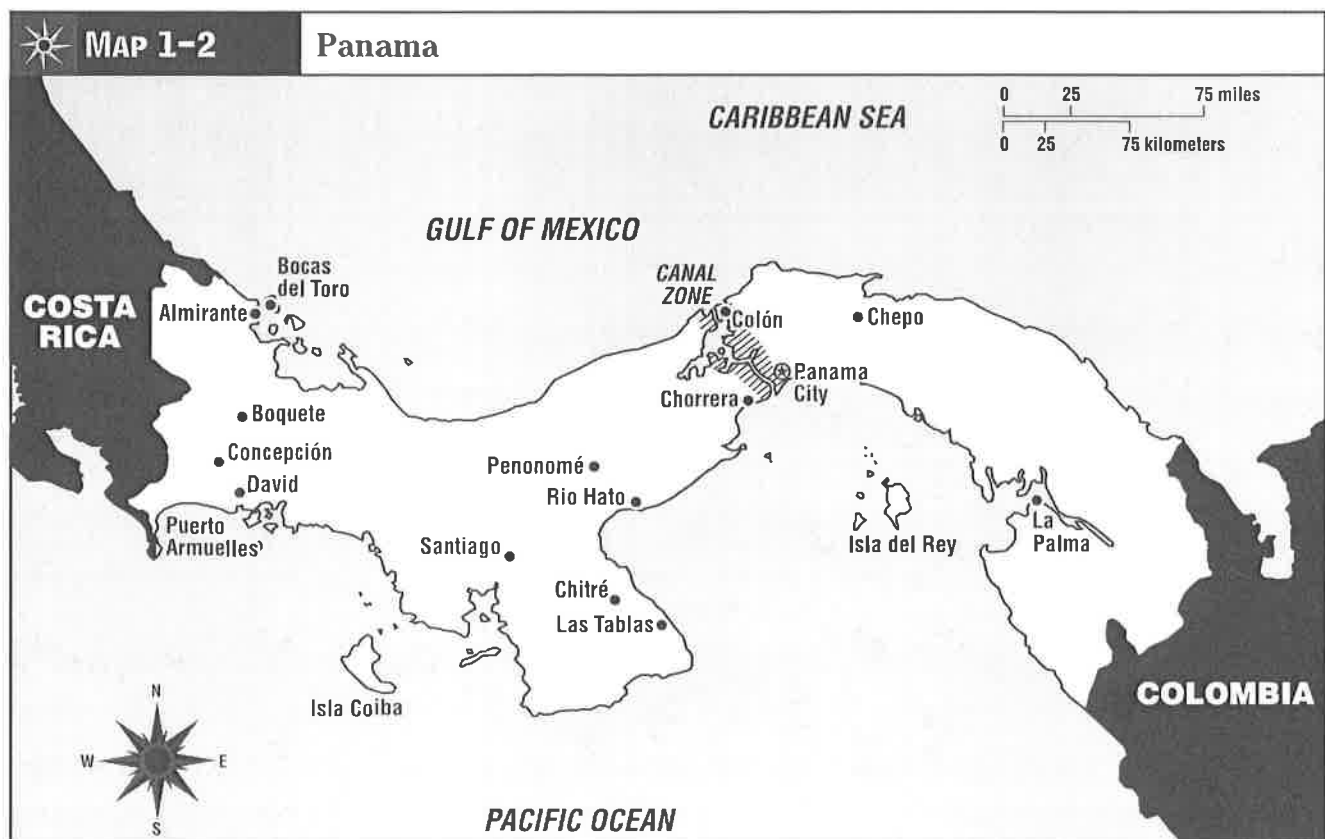 MAP 1-2
Panama
0 25 75 miles
0 25 75 kilometers
CARIBBEAN SEA
GULF OF MEXICO
COSTA
RICA
Bocas
del Toro
Almirante
CANAL
ZONE
Colón
Chepo
Panama
City
Chorrera
Boquete
Concepción
David
Puerto
Armuelles
Penonomé
Rio Hato
Santiago
Chitré
Las Tablas
Isla del Rey
La
Palma
Isla Coiba
COLOMBIA
N
W E
S
PACIFIC OCEAN